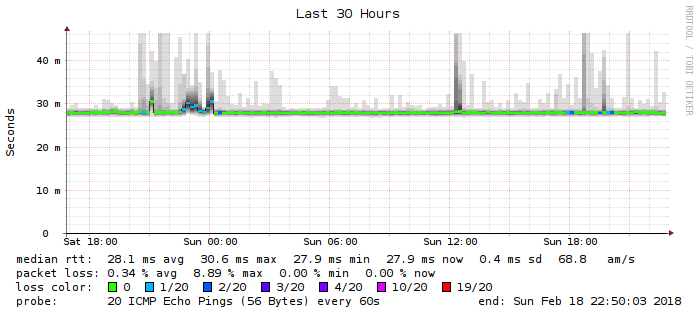 Last 30 Hours
RRDTOOL / TOBI OETIKER
Seconds
40 m
30 m
20 m
10 m
0
Sat 18:00 Sun 00:00 Sun 06:00 Sun 12:00 Sun 18:00
median rtt: 28.1 ms avg 30.6 ms max 27.9 ms min 27.9 ms now 0.4 ms sd 68.8 am/s
packet loss: 0.34 % avg 8.89 % max 0.00 % min 0.00 % now
loss color: 0 1/20 2/20 3/20 4/20 10/20 19/20
probe: 20 ICMP Echo Pings (56 Bytes) every 60s end: Sun Feb 18 22:50:03 2018